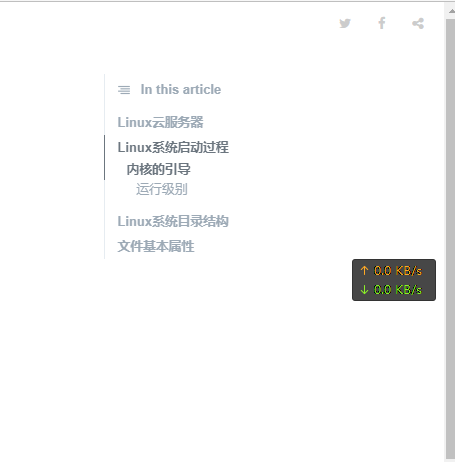 In this article
Linux云服务器
Linux系统启动过程
内核的引导
运行级别
Linux系统目录结构
文件基本属性
↑ 0.0 KB/s
↓ 0.0 KB/s